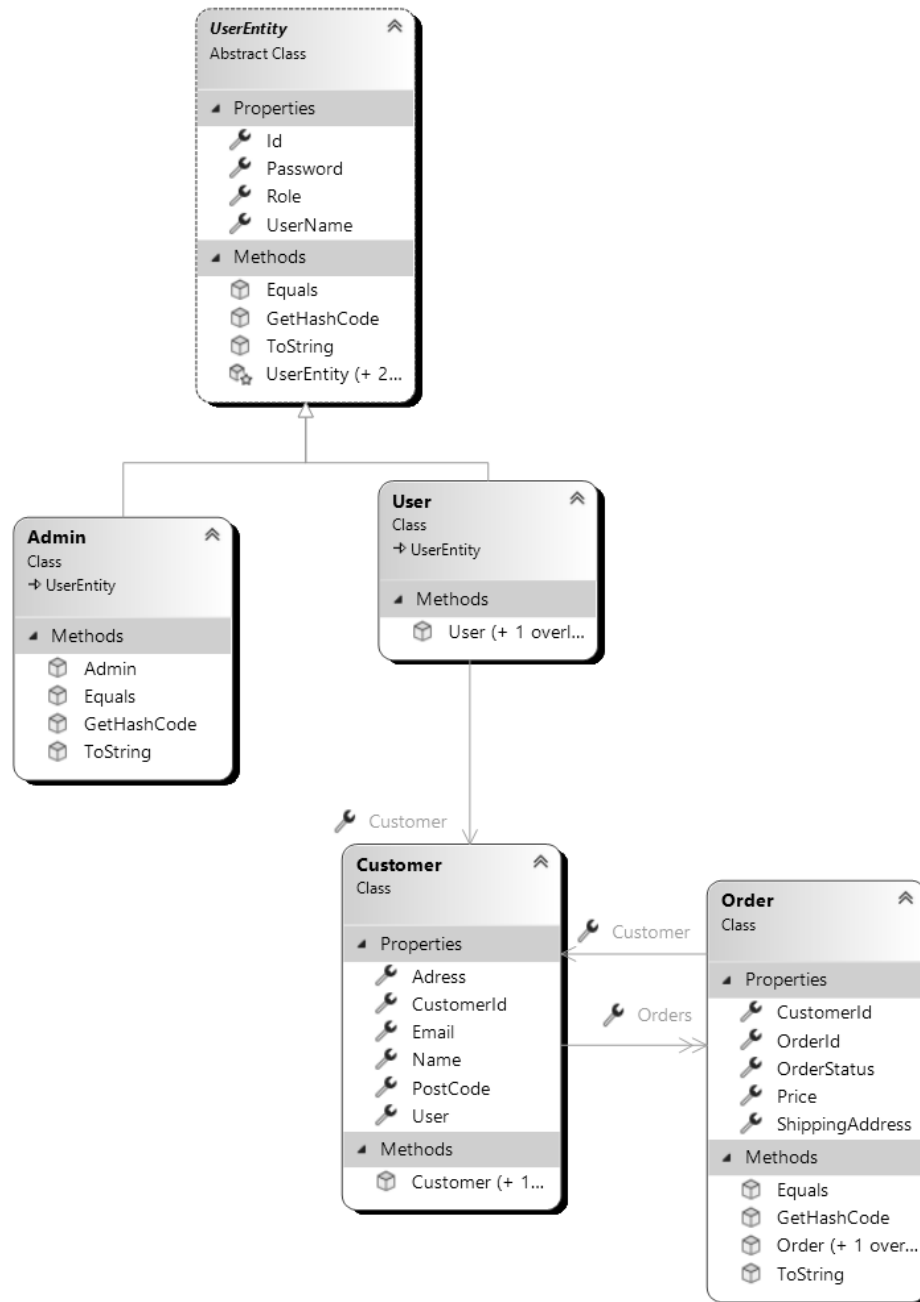 UserEntity
Abstract Class
Properties
Id
Password
Role
UserName
Methods
Equals
GetHashCode
ToString
UserEntity (+ 2...
Admin
Class
UserEntity
Methods
Admin
Equals
GetHashCode
ToString
User
Class
UserEntity
Methods
User (+ 1 overl...
Customer
Customer
Class
Properties
Adress
CustomerId
Email
Name
PostCode
User
Methods
Customer (+ 1...
Customer
Orders
Order
Class
Properties
CustomerId
OrderId
OrderStatus
Price
ShippingAddress
Methods
Equals
GetHashCode
Order (+ 1 over...
ToString